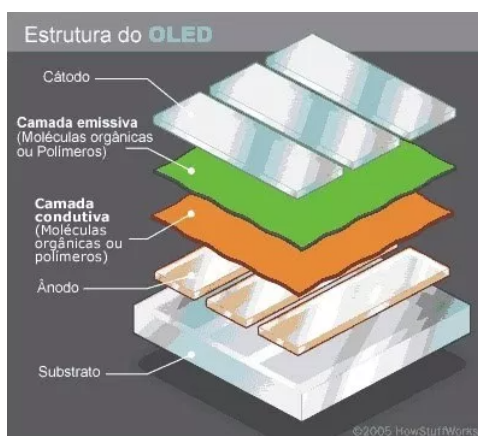 Estrutura do OLED
Cátodo
Camada emissiva
(Moléculas orgânicas
ou Polímeros)
Camada
condutiva
(Moléculas
orgânicas ou
polímeros)
Ânodo
Substrato
©2005 HowStuffWorks